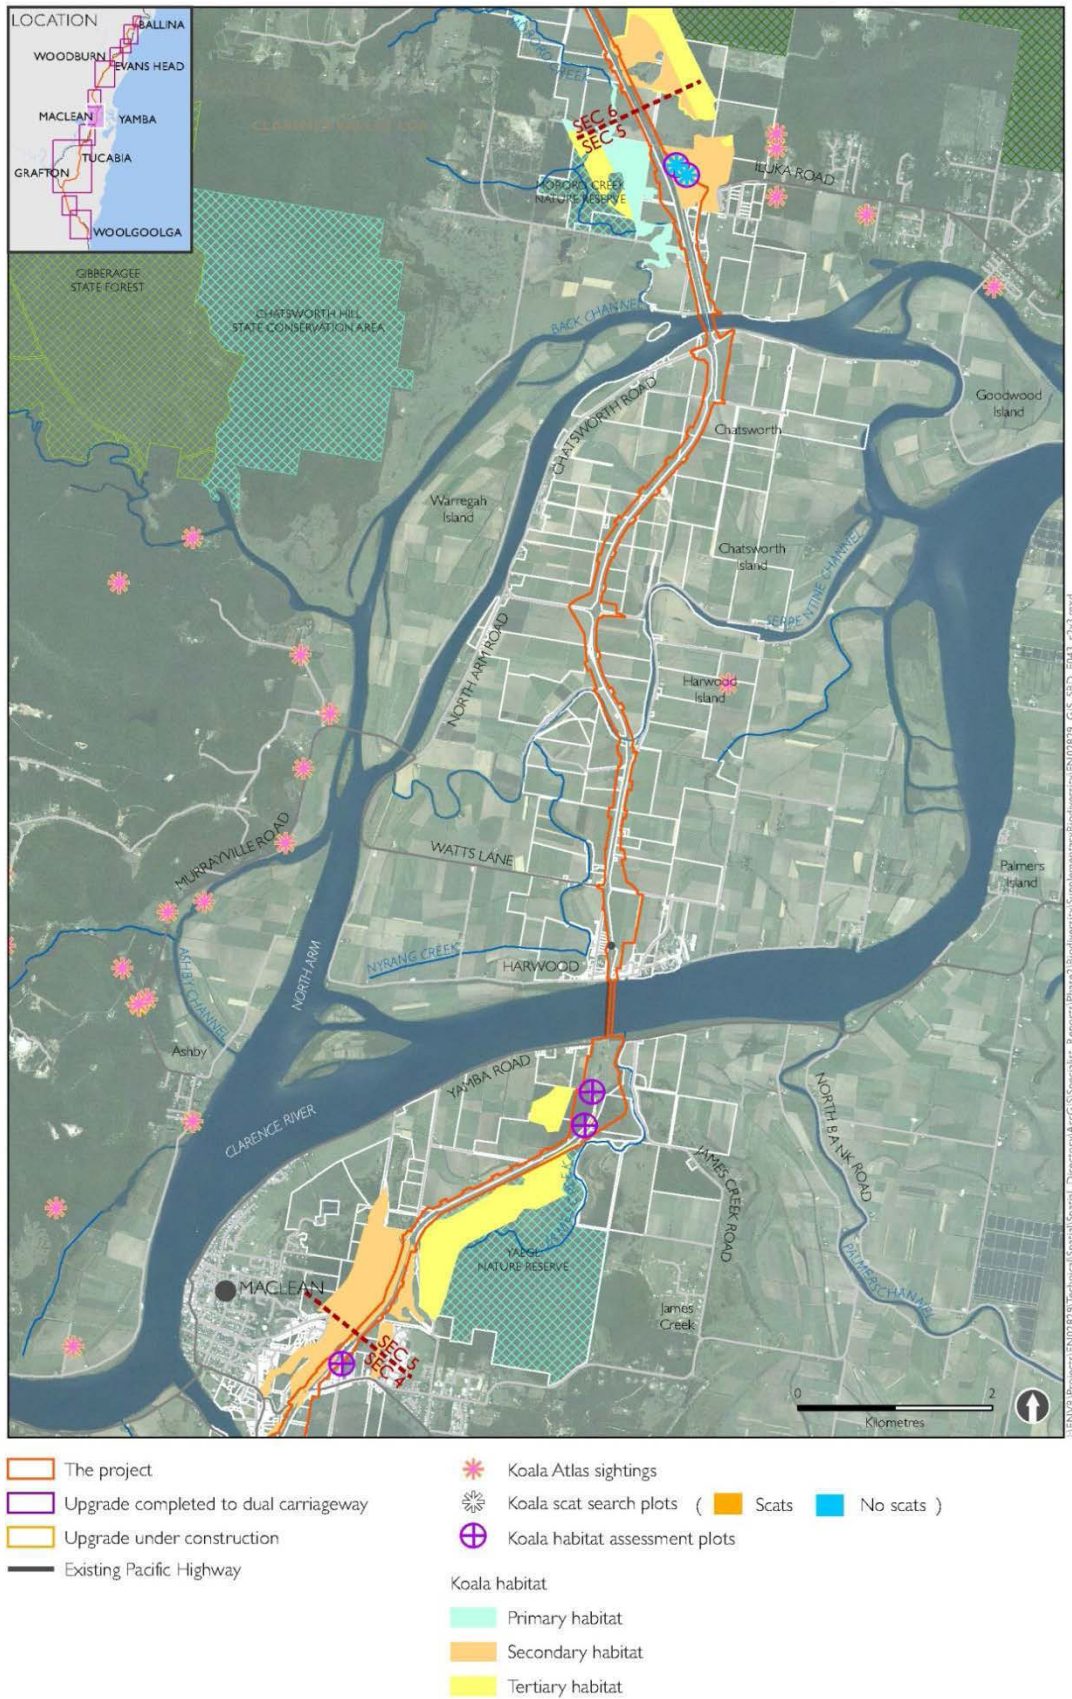 LOCATION
BALLINA
WOODBURN
EVANS HEAD
MACLEAN
YAMBA
TUCABIA
GRAFTON
WOOLGOOLGA
SEC 6
SEC 5
ILUKA ROAD
MORORO CREEK
NATURE RESERVE
GIBBERAGEE
STATE FOREST
CHATSWORTH HILL
STATE CONSERVATION AREA
BACK CHANNEL
Goodwood
Island
CHATSWORTH ROAD
Chatsworth
Warregah
Island
Chatsworth
Island
SERPENTINE CHANNEL
NORTH ARM ROAD
Harwood
Island
MURRAYVILLE ROAD
WATTS LANE
Palmers
Island
NYRANG CREEK
HARWOOD
NORTH ARM
ASHBY CHANNEL
Ashby
YAMBA ROAD
CLARENCE RIVER
NORTH BANK ROAD
JAMES CREEK ROAD
YAEGL
NATURE RESERVE
PALMERS CHANNEL
MACLEAN
James
Creek
SEC 5
SEC 4
0 2
Kilometres
The project
Upgrade completed to dual carriageway
Upgrade under construction
Existing Pacific Highway
Koala Atlas sightings
Koala scat search plots ( Scats No scats )
Koala habitat assessment plots
Koala habitat
Primary habitat
Secondary habitat
Tertiary habitat